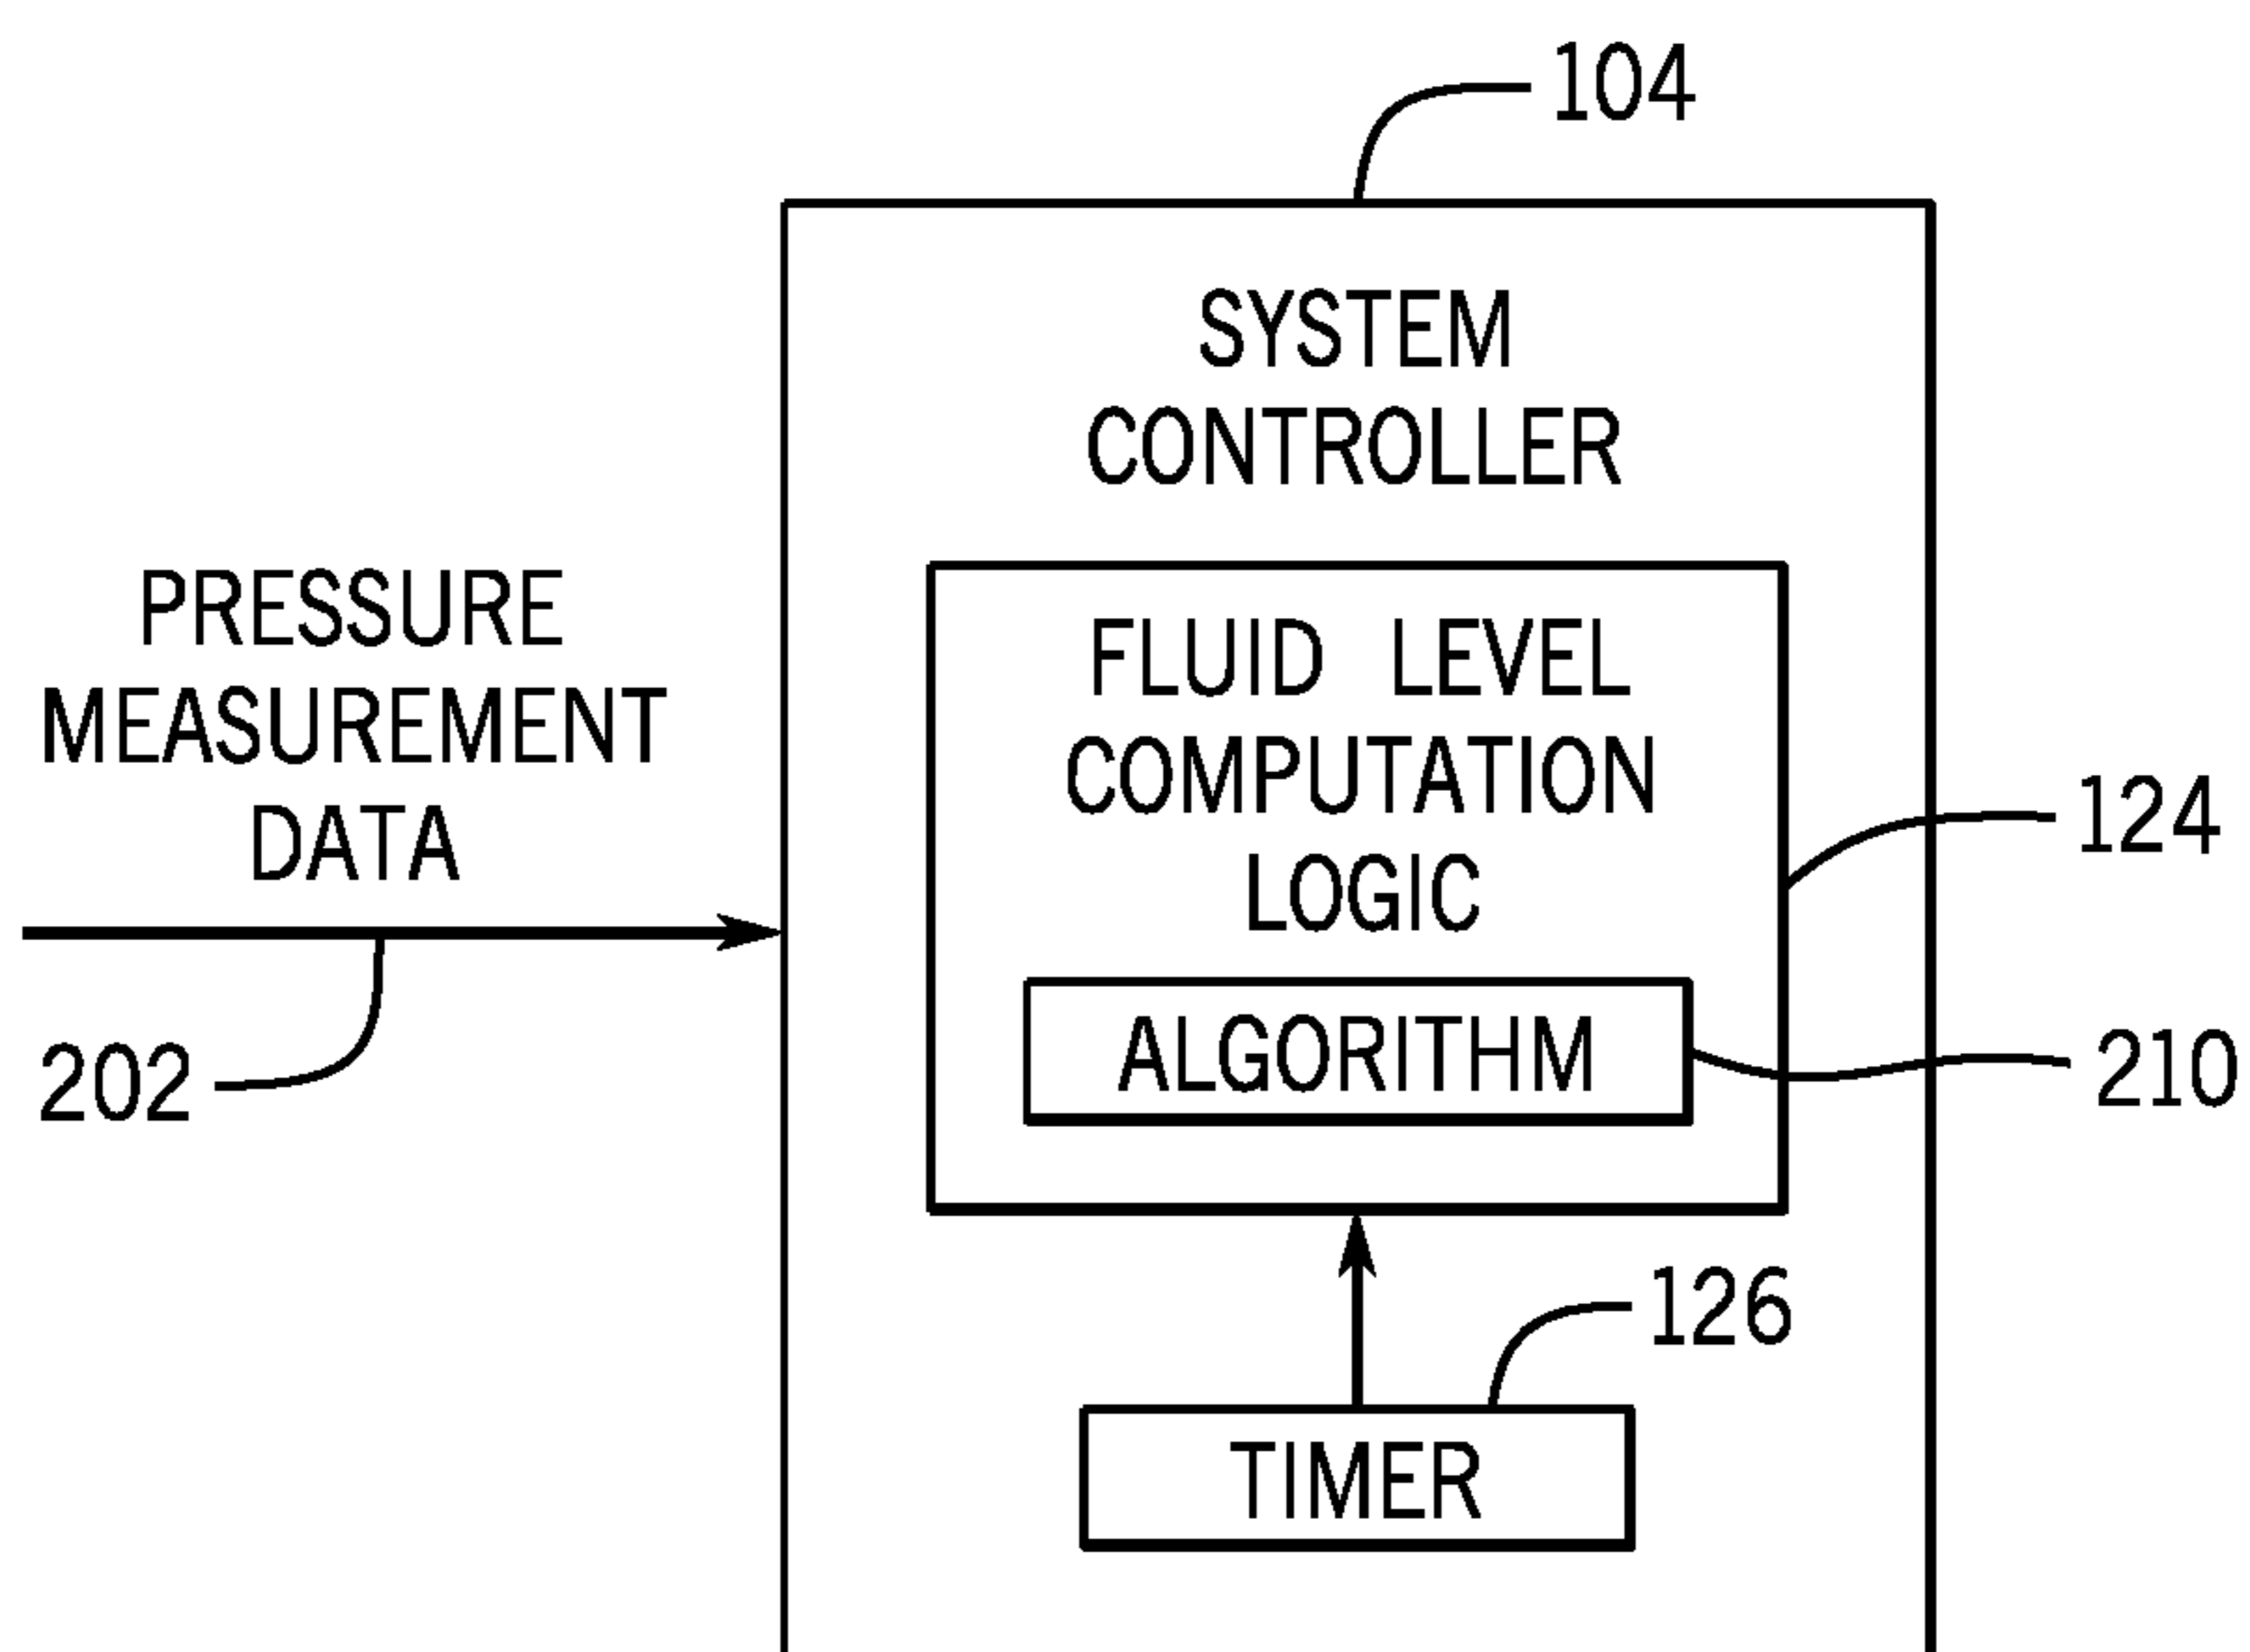 104
SYSTEM
CONTROLLER
PRESSURE
MEASUREMENT
DATA
202
FLUID LEVEL
COMPUTATION
LOGIC
124
ALGORITHM
210
126
TIMER